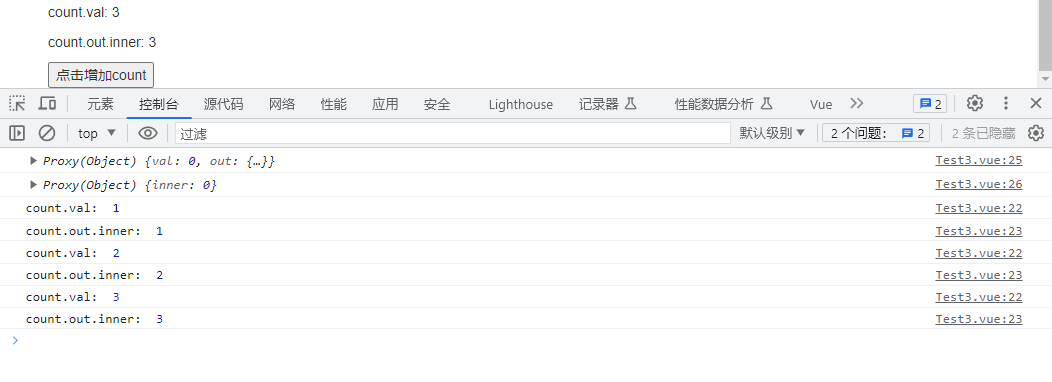 count.val: 3
count.out.inner: 3
点击增加count
元素 控制台 源代码 网络 性能 应用 安全 Lighthouse 记录器 性能数据分析 Vue 2
top 过滤 默认级别 2 个问题: 2 2 条已隐藏
Proxy(Object) {val: 0, out: {…}} Test3.vue:25
Proxy(Object) {inner: 0} Test3.vue:26
count.val: 1 Test3.vue:22
count.out.inner: 1 Test3.vue:23
count.val: 2 Test3.vue:22
count.out.inner: 2 Test3.vue:23
count.val: 3 Test3.vue:22
count.out.inner: 3 Test3.vue:23